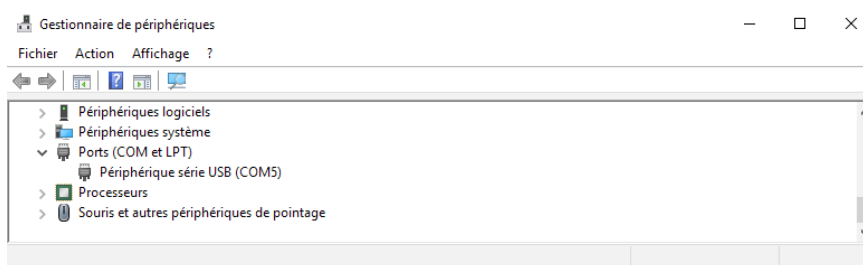 Gestionnaire de périphériques
Fichier Action Affichage ?
Périphériques logiciels
Périphériques système
Ports (COM et LPT)
Périphérique série USB (COM5)
Processeurs
Souris et autres périphériques de pointage